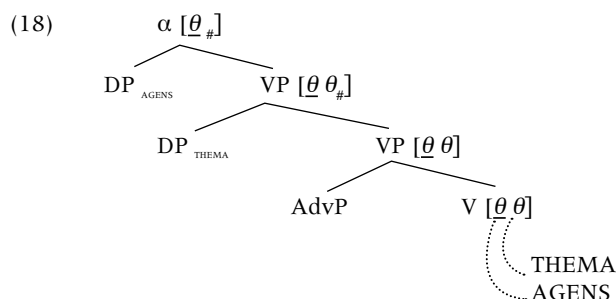 (18) α [θ #]
DP AGENS VP [θ θ#]
DP THEMA VP [θ θ]
AdvP V [θ θ]
THEMA
AGENS